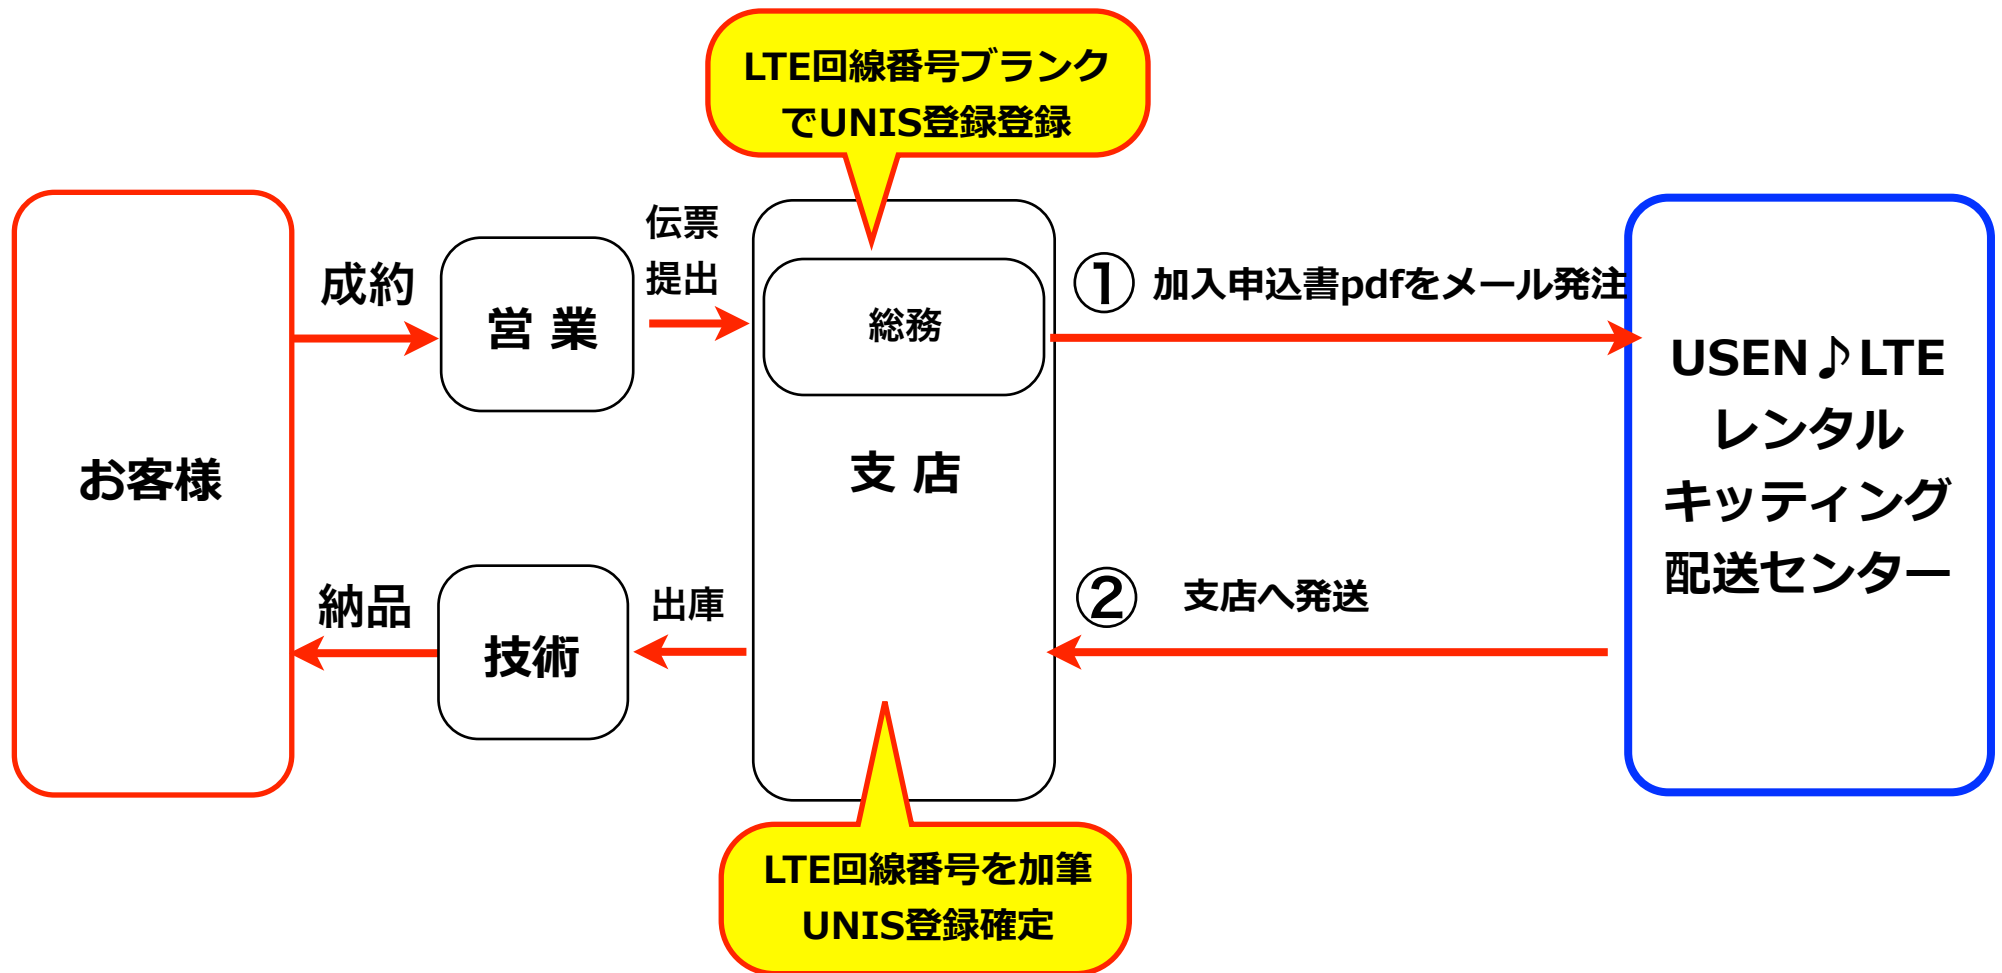 LTE回線番号ブランク
でUNIS登録登録
お客様
成約
営 業
伝票
提出
総務
支 店
① 加入申込書pdfをメール発注
USEN♪LTE
レンタル
キッティング
配送センター
② 支店へ発送
出庫
技術
納品
LTE回線番号を加筆
UNIS登録確定